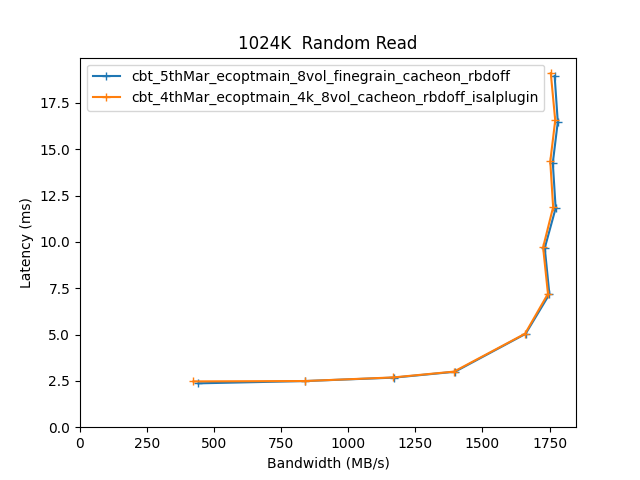 1024K  Random Read
cbt_5thMar_ecoptmain_8vol_finegrain_cacheon_rbdoff
cbt_4thMar_ecoptmain_4k_8vol_cacheon_rbdoff_isalplugin
Latency (ms)
17.5
15.0
12.5
10.0
7.5
5.0
2.5
0.0
0 250 500 750 1000 1250 1500 1750
Bandwidth (MB/s)